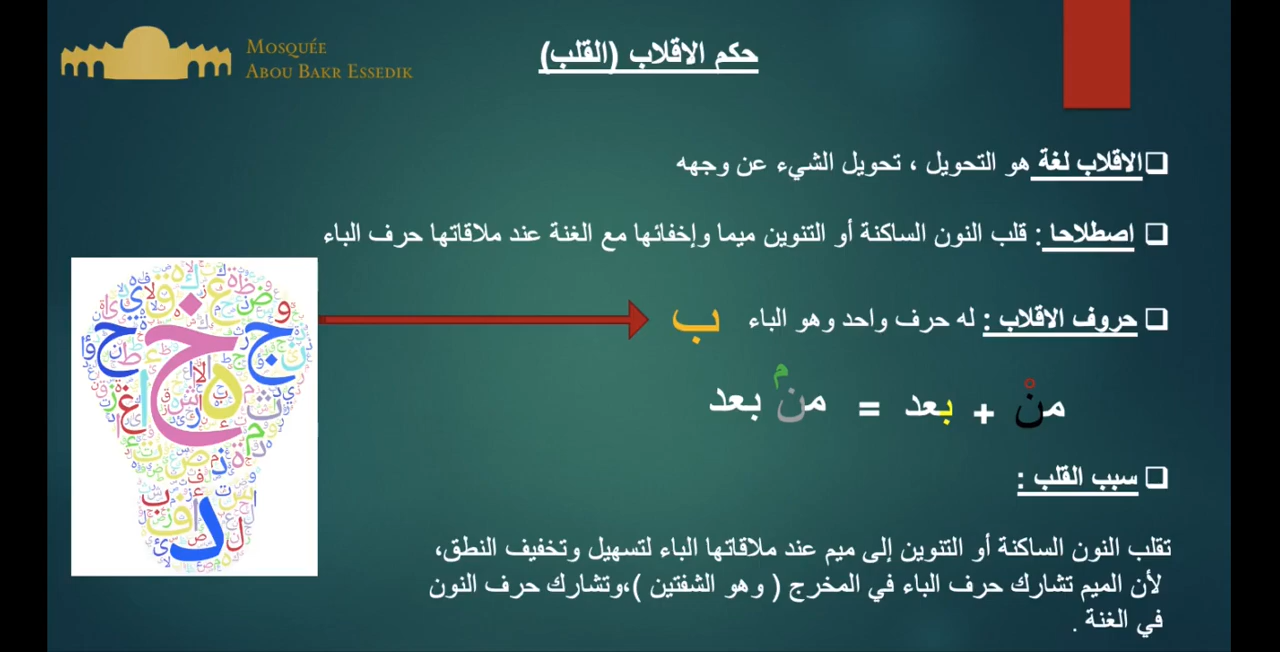 MOSQUÉE
ABOU BAKR ESSEDIK
حكم الاقلاب (القلب)
الاقلاب لغة هو التحويل ، تحويل الشيء عن وجهه
اصطلاحا : قلب النون الساكنة أو التنوين ميما وإخفائها مع الغنة عند ملاقاتها حرف الباء
حروف الاقلاب : له حرف واحد وهو الباء ب
منْ + بعد = منۢ بعد
سبب القلب :
تقلب النون الساكنة أو التنوين إلى ميم عند ملاقاتها الباء لتسهيل وتخفيف النطق،
لأن الميم تشارك حرف الباء في المخرج ( وهو الشفتين )،وتشارك حرف النون
في الغنة .